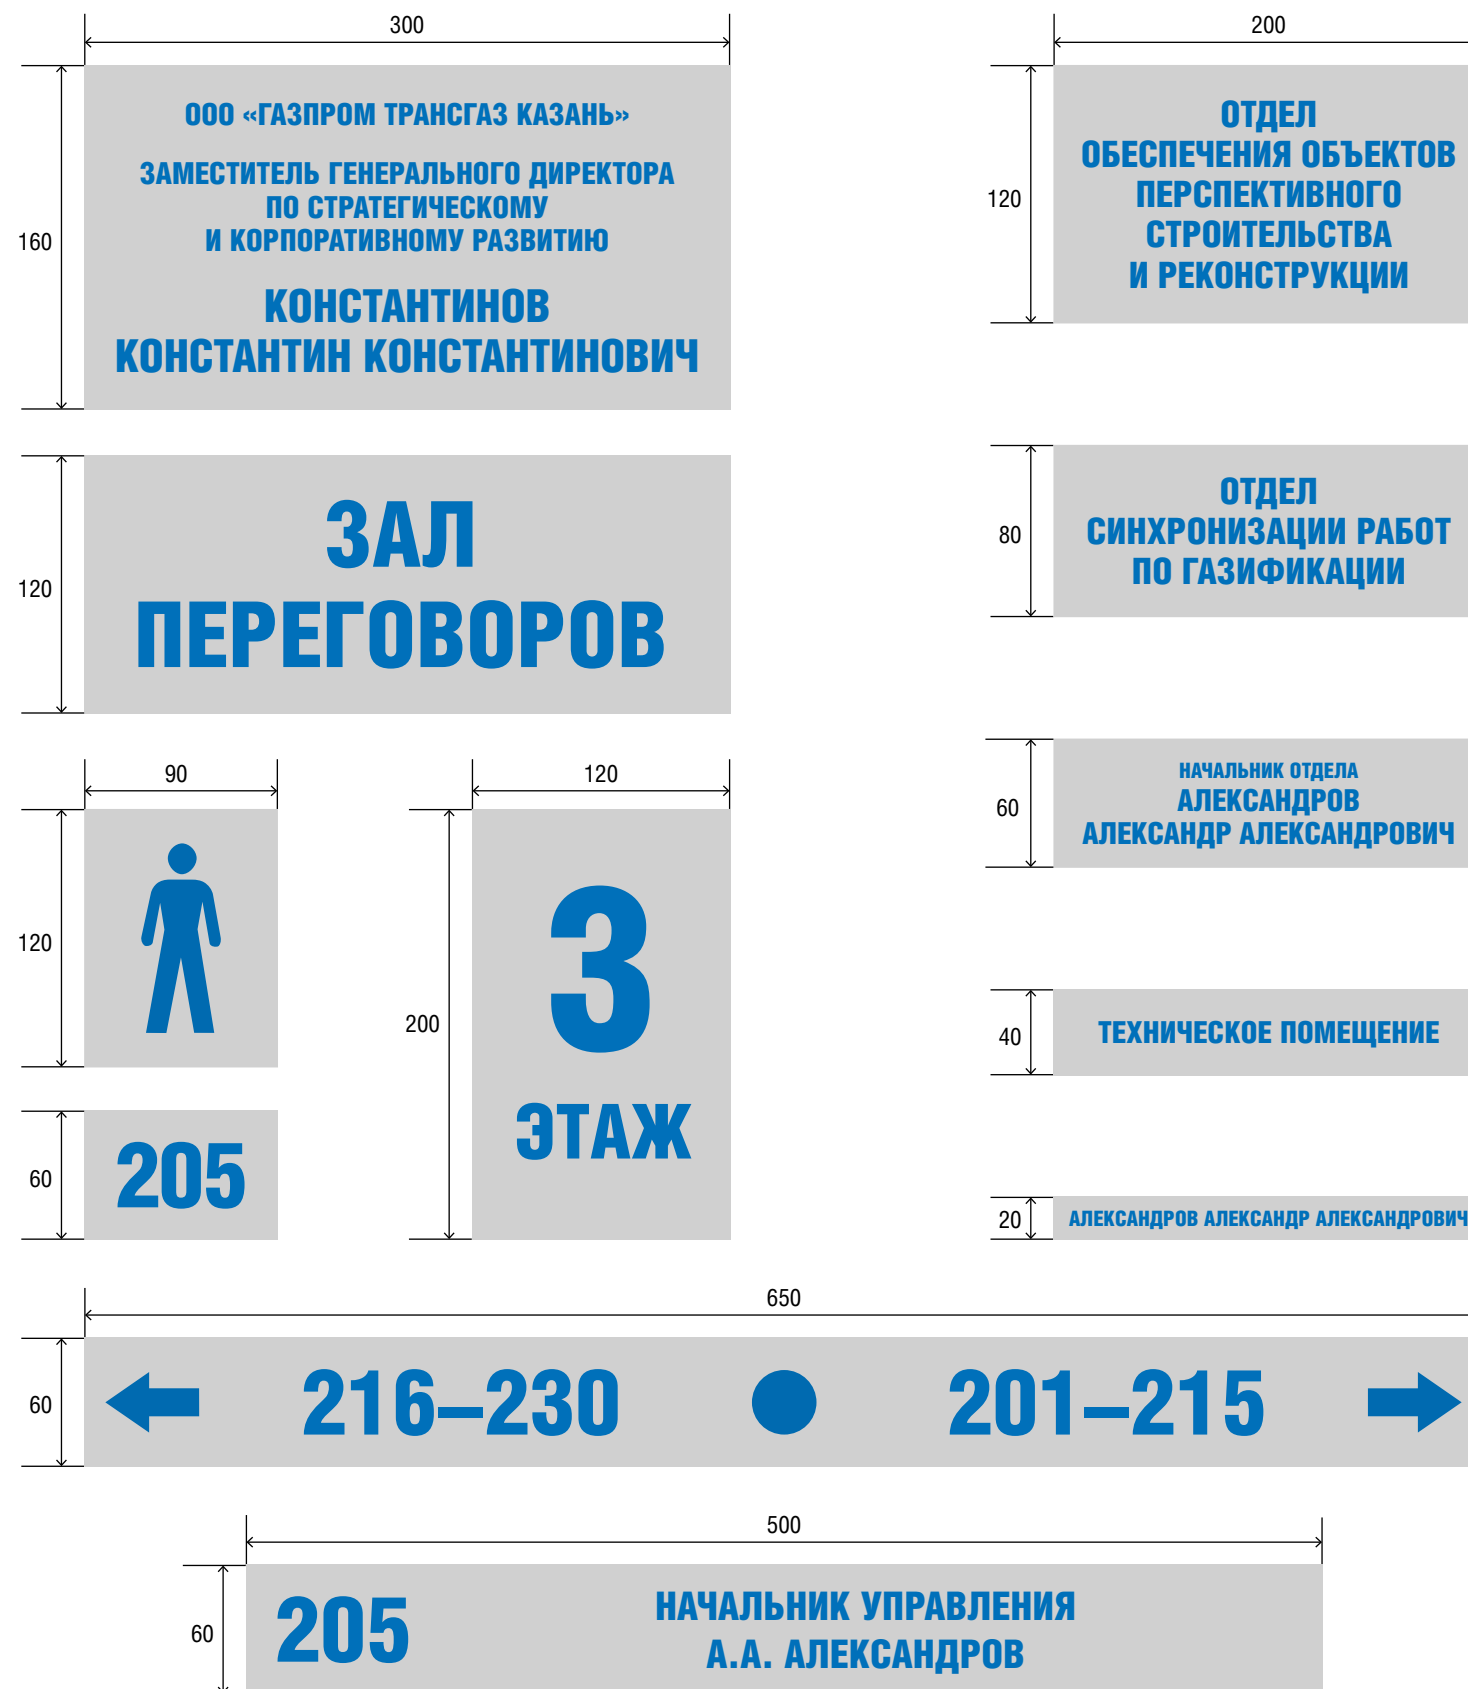 300
160
ООО «ГАЗПРОМ ТРАНСГАЗ КАЗАНЬ»
ЗАМЕСТИТЕЛЬ ГЕНЕРАЛЬНОГО ДИРЕКТОРА
ПО СТРАТЕГИЧЕСКОМУ
И КОРПОРАТИВНОМУ РАЗВИТИЮ
КОНСТАНТИНОВ
КОНСТАНТИН КОНСТАНТИНОВИЧ
200
120
ОТДЕЛ
ОБЕСПЕЧЕНИЯ ОБЪЕКТОВ
ПЕРСПЕКТИВНОГО
СТРОИТЕЛЬСТВА
И РЕКОНСТРУКЦИИ
120
ЗАЛ
ПЕРЕГОВОРОВ
80
ОТДЕЛ
СИНХРОНИЗАЦИИ РАБОТ
ПО ГАЗИФИКАЦИИ
90
120
120
200
3
ЭТАЖ
60
НАЧАЛЬНИК ОТДЕЛА
АЛЕКСАНДРОВ
АЛЕКСАНДР АЛЕКСАНДРОВИЧ
40
ТЕХНИЧЕСКОЕ ПОМЕЩЕНИЕ
60
205
20
АЛЕКСАНДРОВ АЛЕКСАНДР АЛЕКСАНДРОВИЧ
650
60
216–230
201–215
500
60
205
НАЧАЛЬНИК УПРАВЛЕНИЯ
А.А. АЛЕКСАНДРОВ